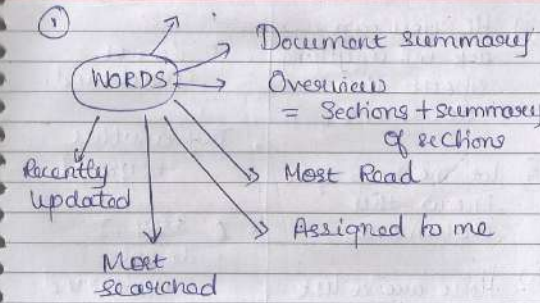 1
Document summary
WORDS
Overview
= Sections + summary
of sections
Recently
updated
Most Read
Assigned to me
Most
searched